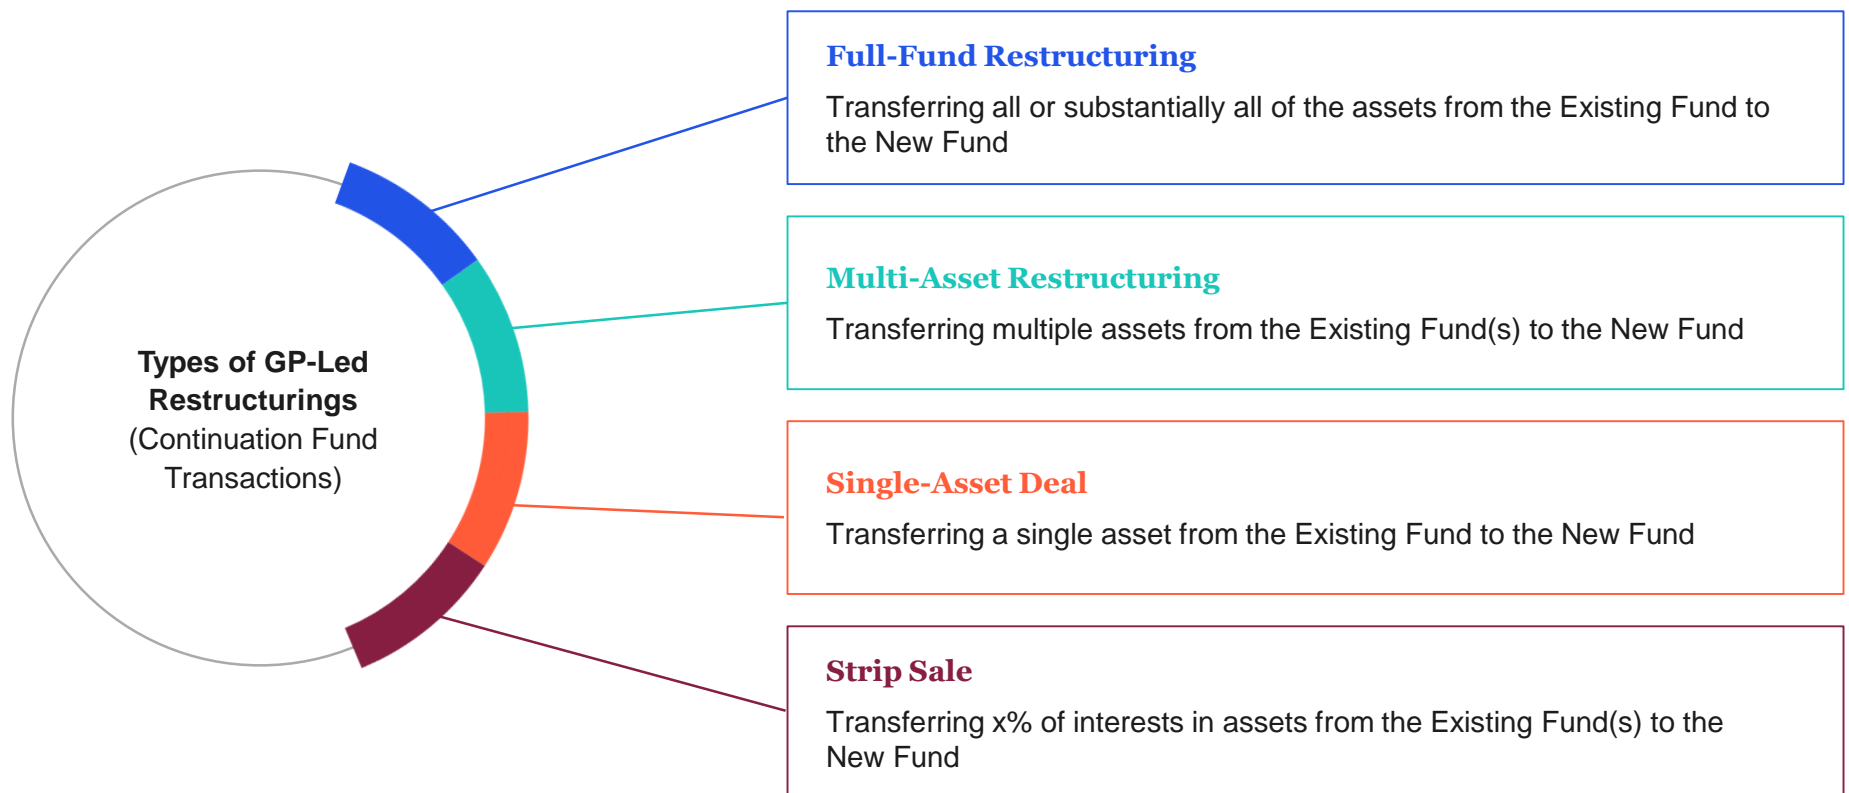 Types of GP-Led
Restructurings
(Continuation Fund
Transactions)
Full-Fund Restructuring
Transferring all or substantially all of the assets from the Existing Fund to
the New Fund
Multi-Asset Restructuring
Transferring multiple assets from the Existing Fund(s) to the New Fund
Single-Asset Deal
Transferring a single asset from the Existing Fund to the New Fund
Strip Sale
Transferring x% of interests in assets from the Existing Fund(s) to the
New Fund